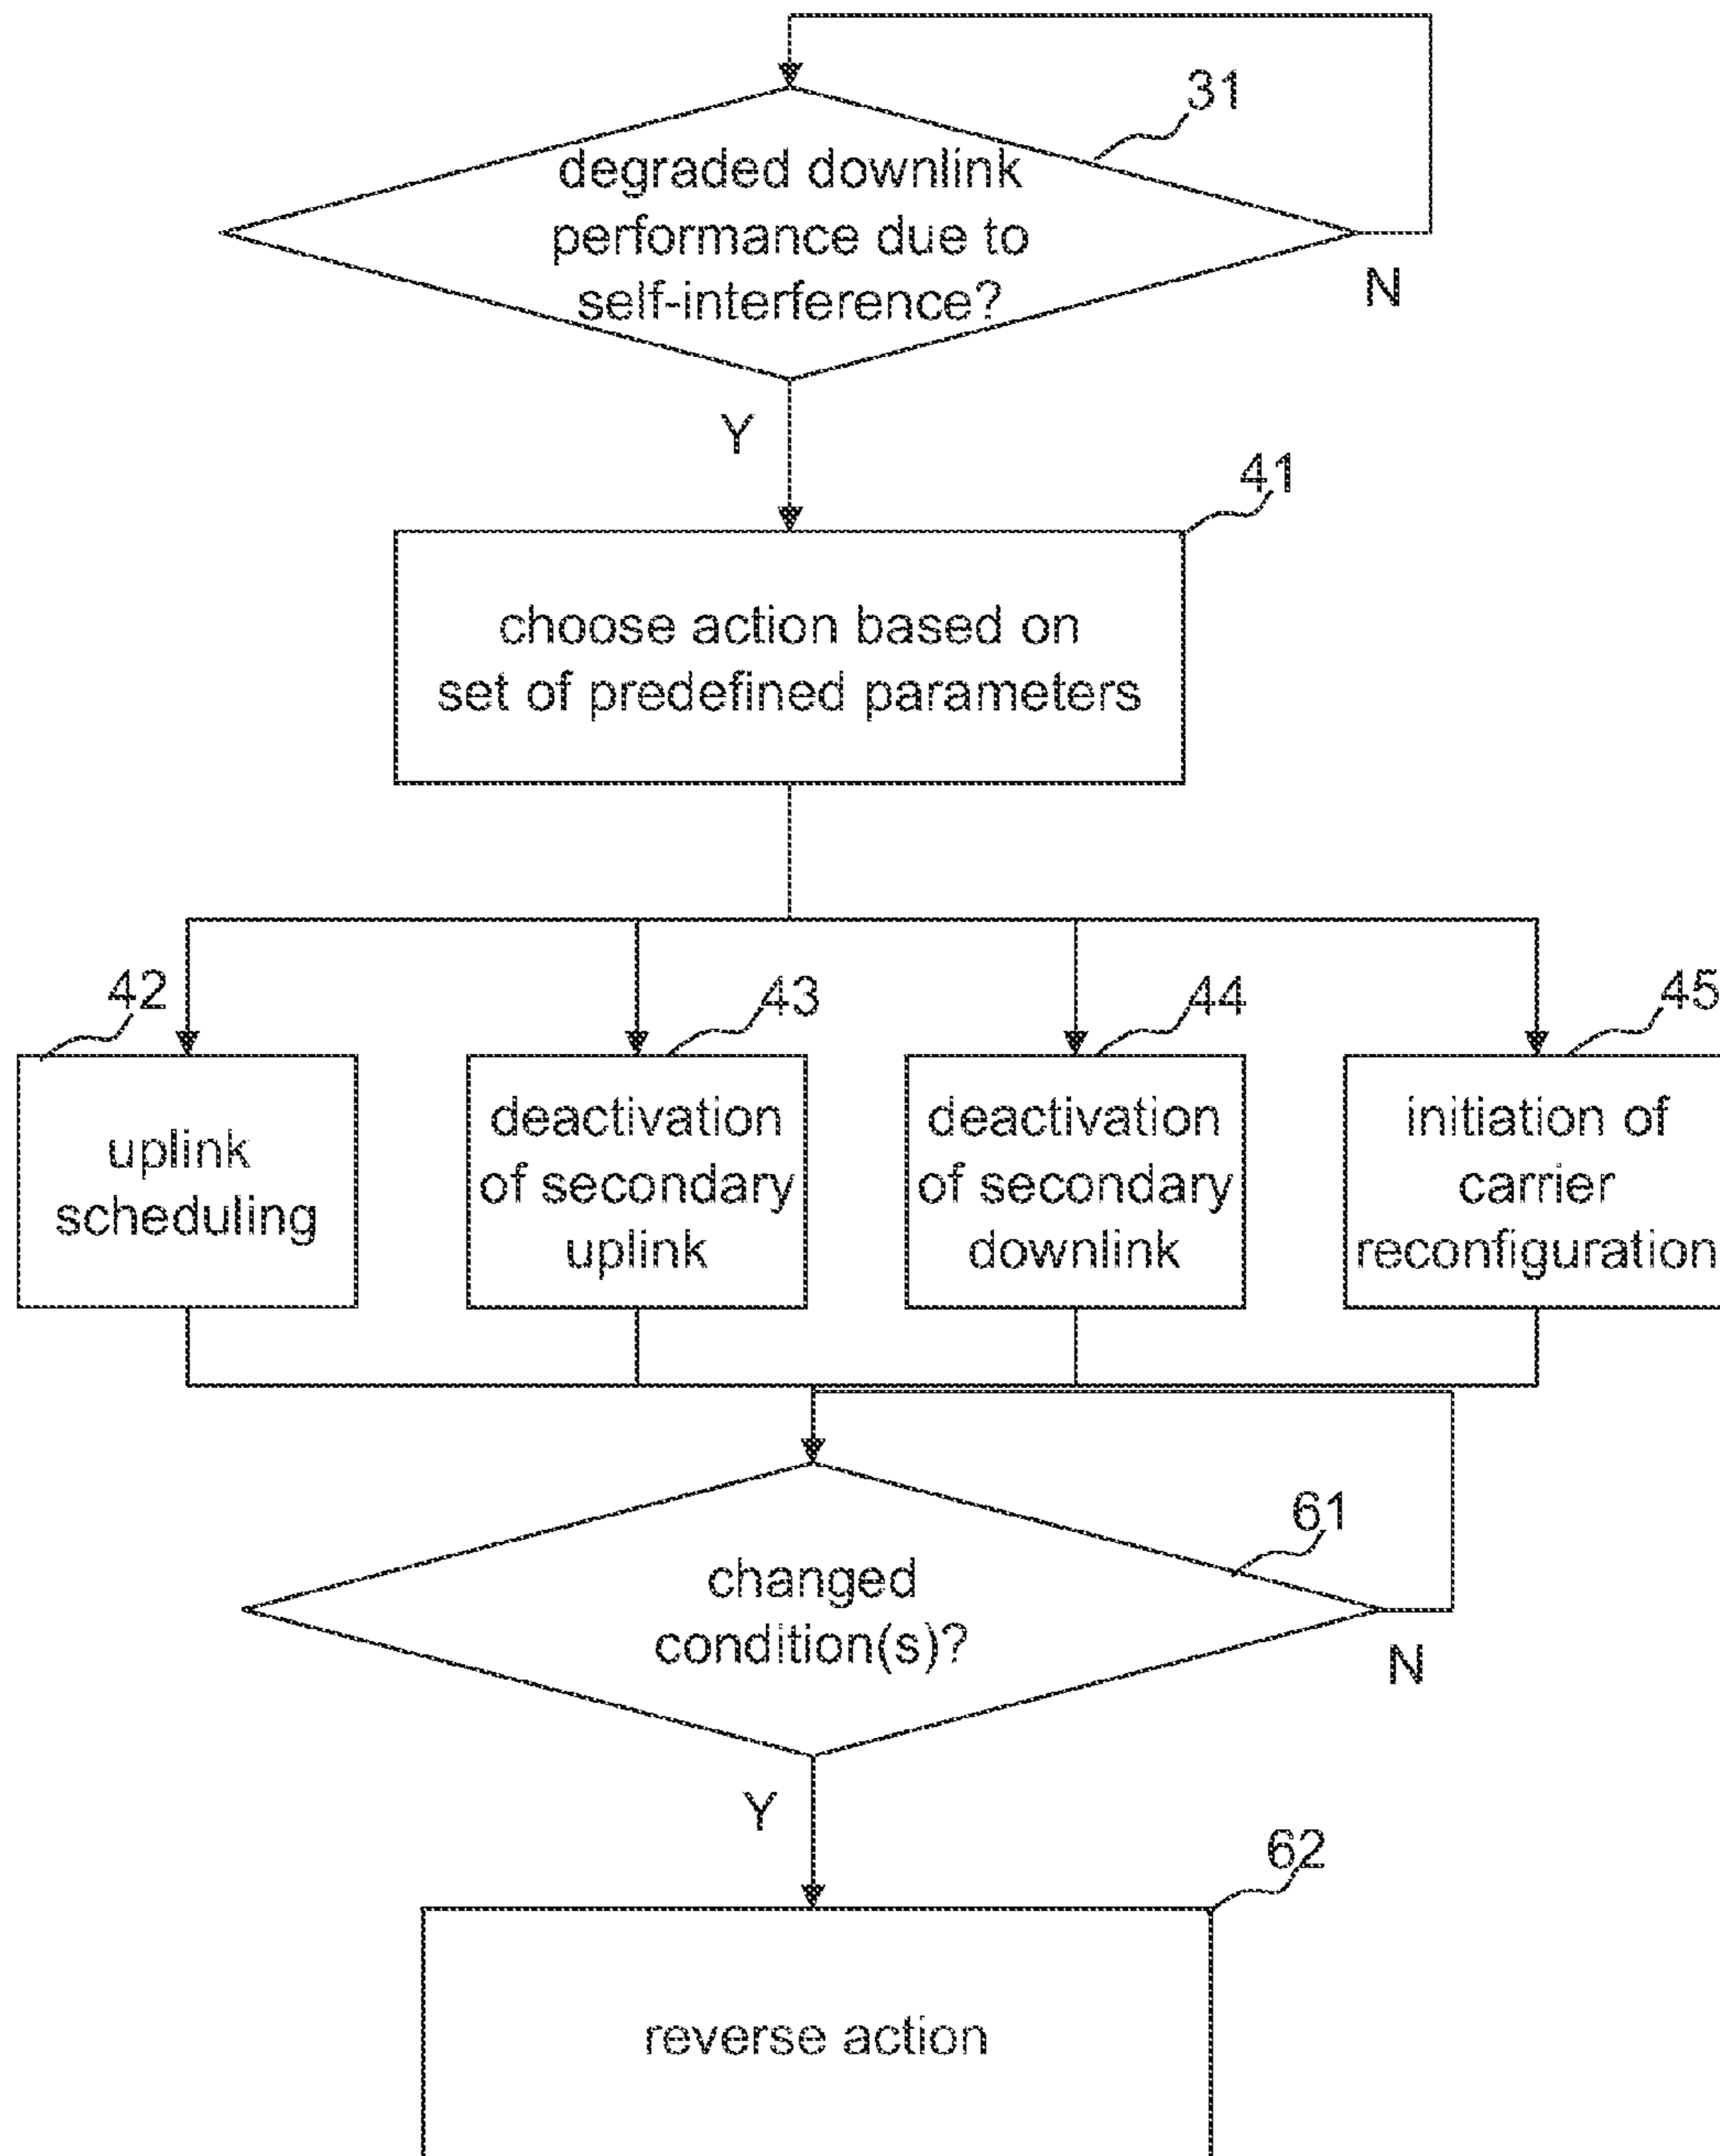 31
degraded downlink
performance due to
self-interference?
N
Y
41
choose action based on
set of predefined parameters
42
43
44
45
uplink
scheduling
deactivation
of secondary
uplink
deactivation
of secondary
downlink
initiation of
carrier
reconfiguration
61
changed
condition(s)?
N
Y
62
reverse action